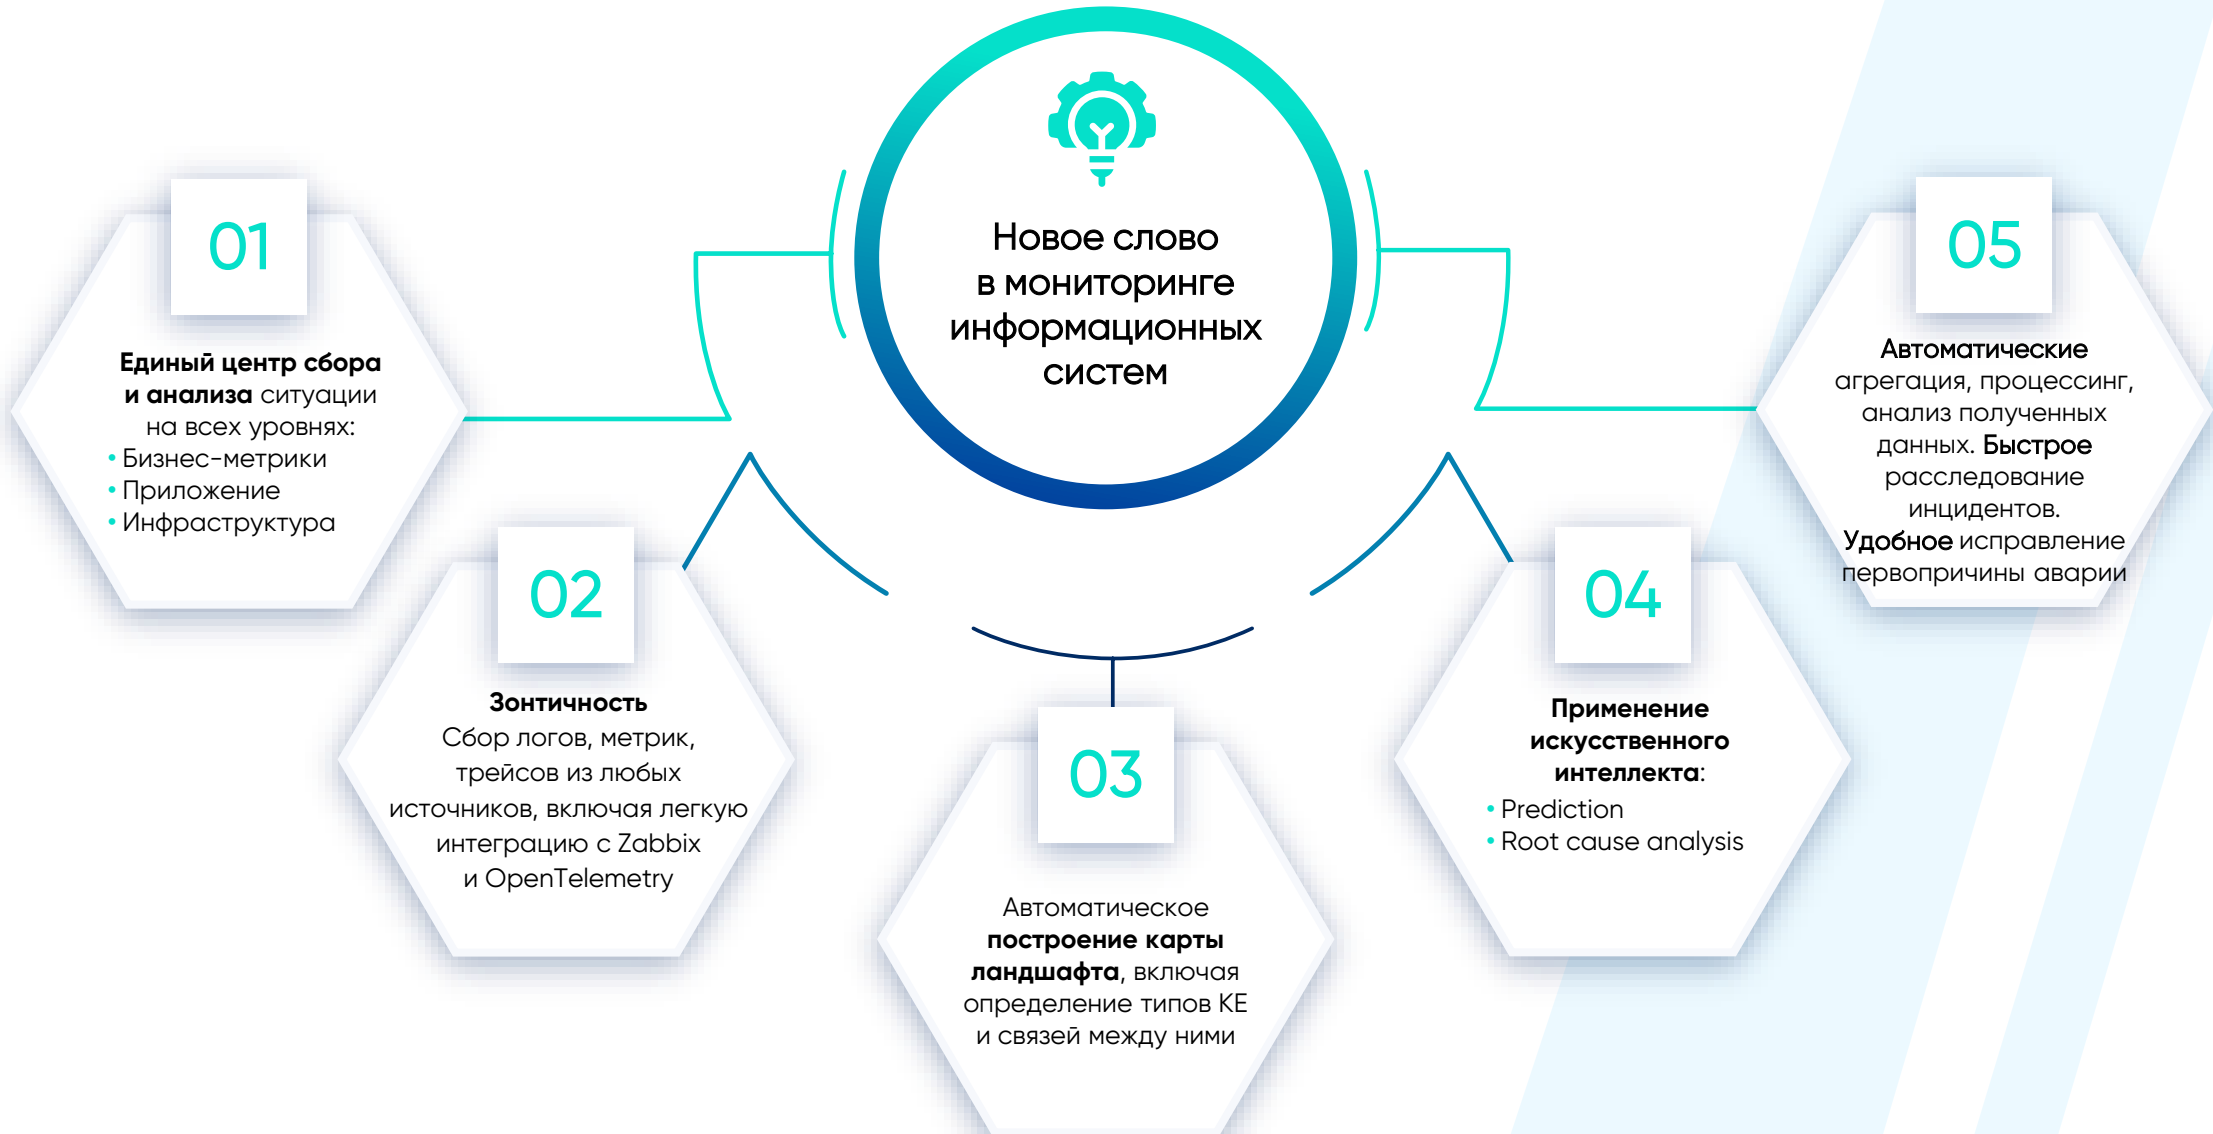 Новое слово
в мониторинге
информационных
систем
01
Единый центр сбора
и анализа ситуации
на всех уровнях:
• Бизнес-метрики
• Приложение
• Инфраструктура
02
Зонтичность
Сбор логов, метрик,
трейсов из любых
источников, включая легкую
интеграцию с Zabbix
и OpenTelemetry
03
Автоматическое
построение карты
ландшафта, включая
определение типов КЕ
и связей между ними
04
Применение
искусственного
интеллекта:
• Prediction
• Root cause analysis
05
Автоматические
агрегация, процессинг,
анализ полученных
данных. Быстрое
расследование
инцидентов.
Удобное исправление
первопричины аварии